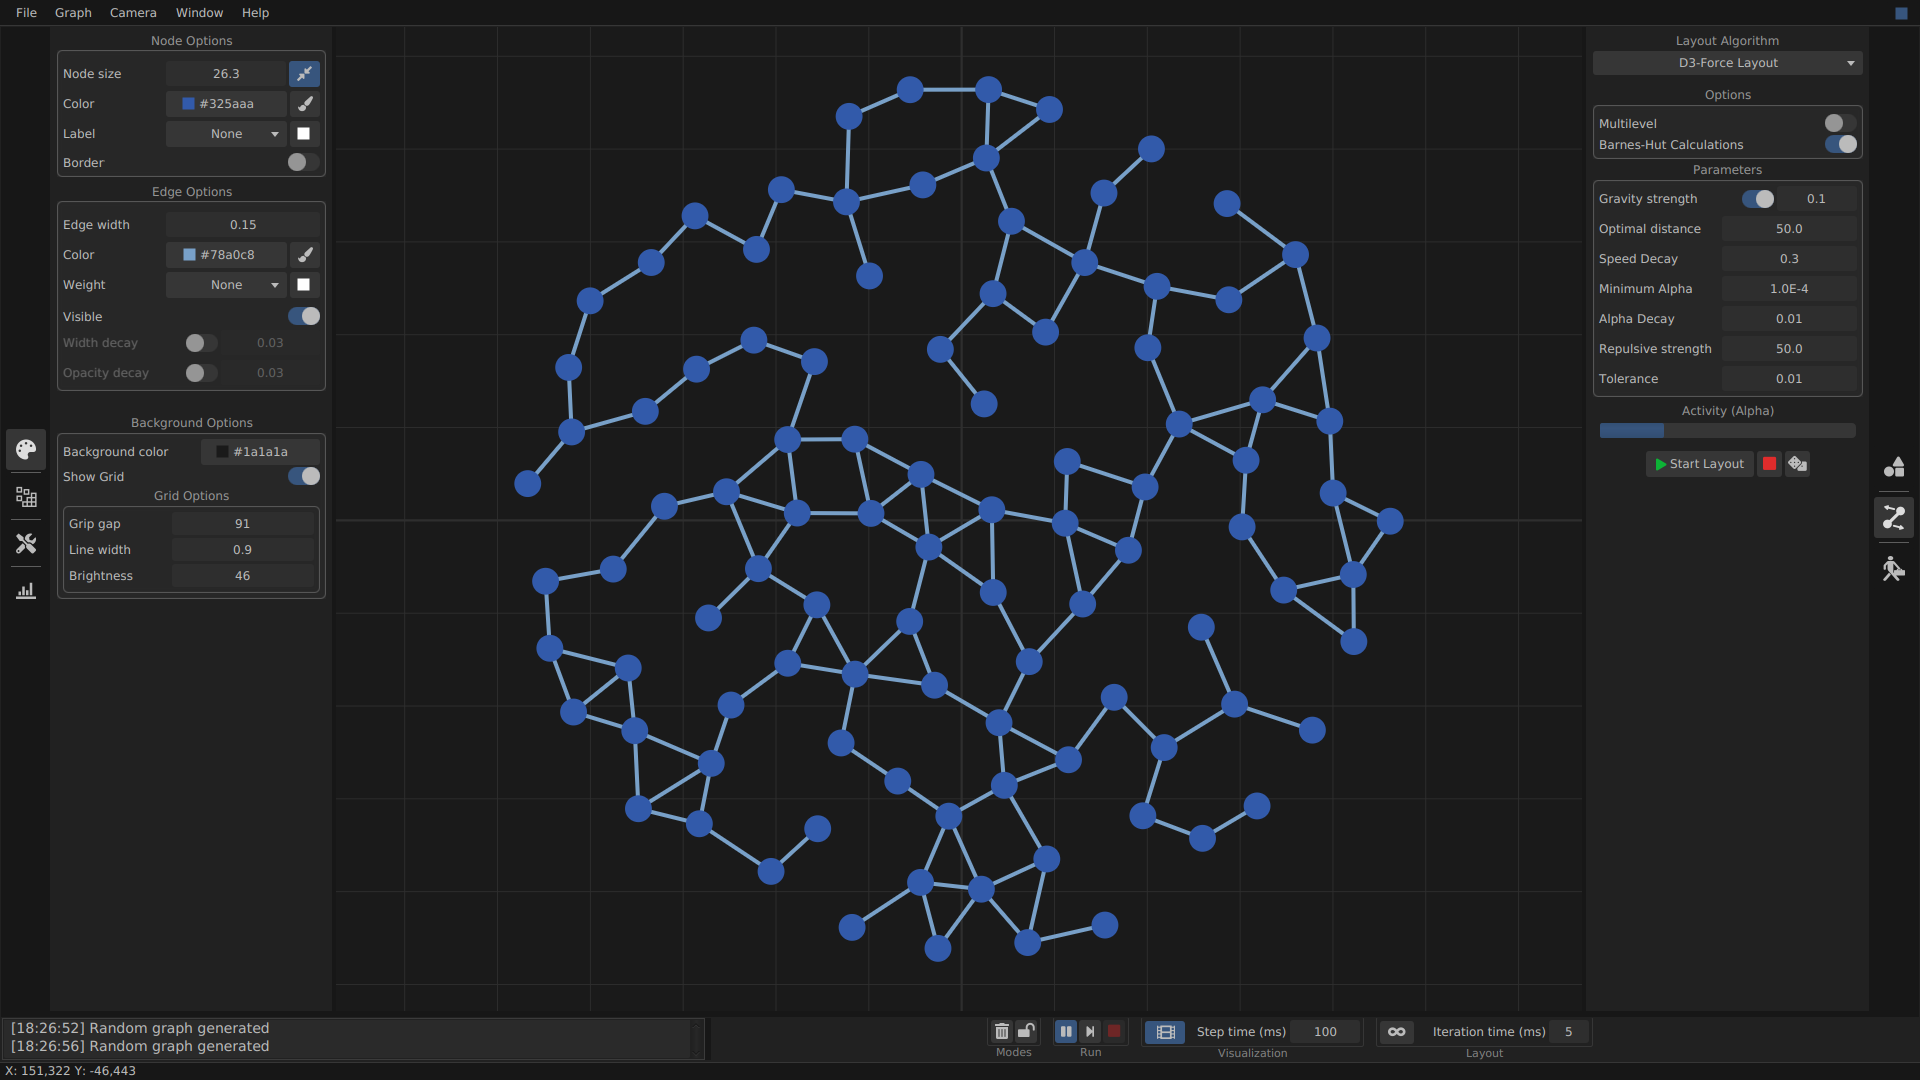 File Graph Camera Window Help
Node Options
Node size 26.3
Color #325aaa
Label None
Border
Edge Options
Edge width 0.15
Color #78a0c8
Weight None
Visible
Width decay 0.03
Opacity decay 0.03
Background Options
Background color #1a1a1a
Show Grid
Grid Options
Grip gap 91
Line width 0.9
Brightness 46
Layout Algorithm
D3-Force Layout
Options
Multilevel
Barnes-Hut Calculations
Parameters
Gravity strength 0.1
Optimal distance 50.0
Speed Decay 0.3
Minimum Alpha 1.0E-4
Alpha Decay 0.01
Repulsive strength 50.0
Tolerance 0.01
Activity (Alpha)
Start Layout
[18:26:52] Random graph generated
[18:26:56] Random graph generated
Modes
Run
Step time (ms) 100
Visualization
Iteration time (ms) 5
Layout
X: 151,322 Y: -46,443